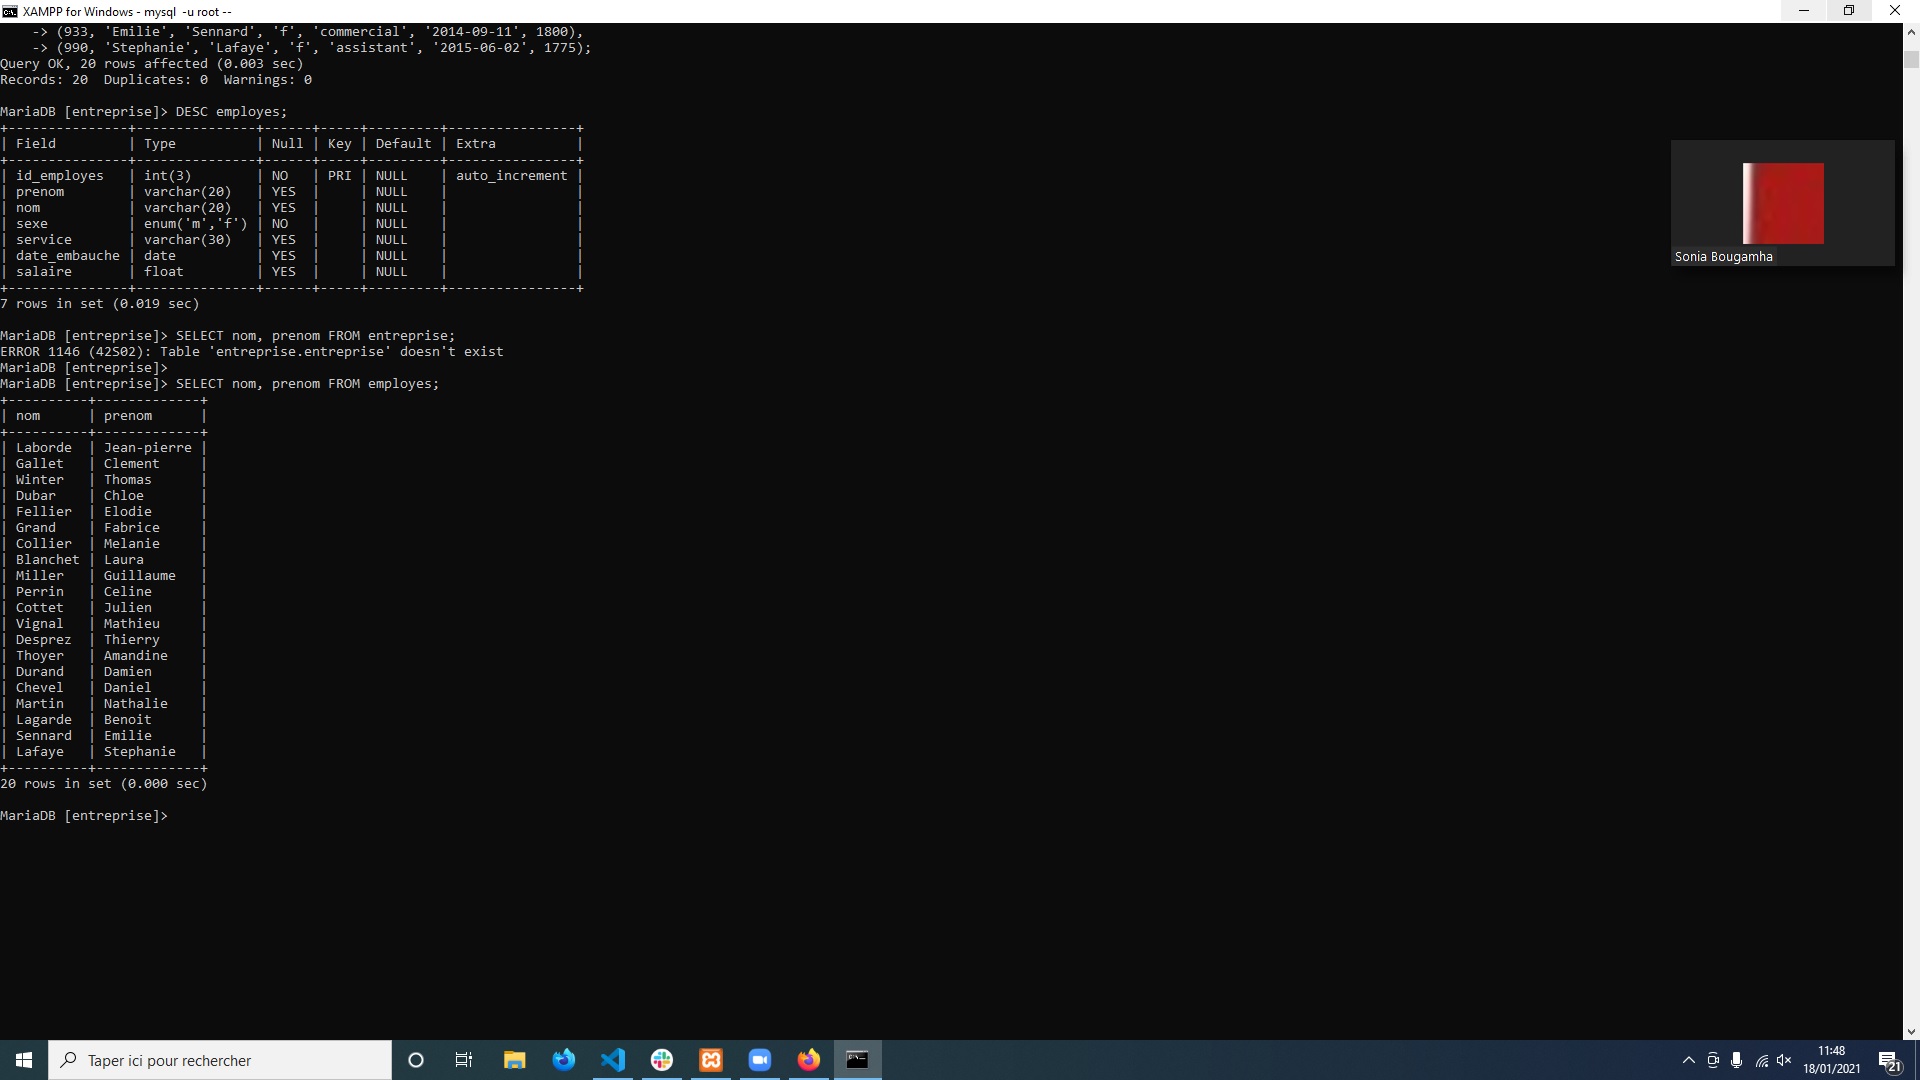 XAMPP for Windows - mysql  -u root --
    -> (933, 'Emilie', 'Sennard', 'f', 'commercial', '2014-09-11', 1800),
    -> (990, 'Stephanie', 'Lafaye', 'f', 'assistant', '2015-06-02', 1775);
Query OK, 20 rows affected (0.003 sec)
Records: 20  Duplicates: 0  Warnings: 0
MariaDB [entreprise]> DESC employes;
+---------------+---------------+------+-----+---------+----------------+
| Field         | Type          | Null | Key | Default | Extra          |
+---------------+---------------+------+-----+---------+----------------+
| id_employes   | int(3)        | NO   | PRI | NULL    | auto_increment |
| prenom        | varchar(20)   | YES  |     | NULL    |                |
| nom           | varchar(20)   | YES  |     | NULL    |                |
| sexe          | enum('m','f') | NO   |     | NULL    |                |
| service       | varchar(30)   | YES  |     | NULL    |                |
| date_embauche | date          | YES  |     | NULL    |                |
| salaire       | float         | YES  |     | NULL    |                |
+---------------+---------------+------+-----+---------+----------------+
7 rows in set (0.019 sec)
MariaDB [entreprise]> SELECT nom, prenom FROM entreprise;
ERROR 1146 (42S02): Table 'entreprise.entreprise' doesn't exist
MariaDB [entreprise]>
MariaDB [entreprise]> SELECT nom, prenom FROM employes;
+----------+-------------+
| nom      | prenom      |
+----------+-------------+
| Laborde  | Jean-pierre |
| Gallet   | Clement     |
| Winter   | Thomas      |
| Dubar    | Chloe       |
| Fellier  | Elodie      |
| Grand    | Fabrice     |
| Collier  | Melanie     |
| Blanchet | Laura       |
| Miller   | Guillaume   |
| Perrin   | Celine      |
| Cottet   | Julien      |
| Vignal   | Mathieu     |
| Desprez  | Thierry     |
| Thoyer   | Amandine    |
| Durand   | Damien      |
| Chevel   | Daniel      |
| Martin   | Nathalie    |
| Lagarde  | Benoit      |
| Sennard  | Emilie      |
| Lafaye   | Stephanie   |
+----------+-------------+
20 rows in set (0.000 sec)
MariaDB [entreprise]>
Sonia Bougamha
Taper ici pour rechercher
11:48
18/01/2021
21